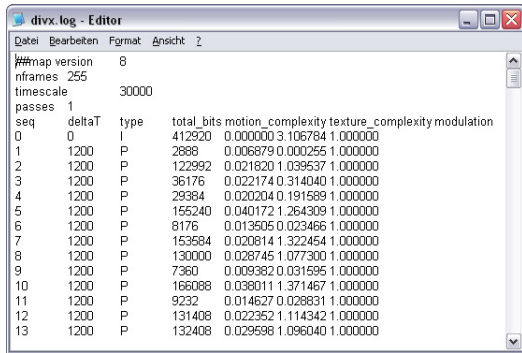 divx.log - Editor
Datei Bearbeiten Format Ansicht ?
##map version 8
nframes 255
timescale 30000
passes 1
seq deltaT type total_bits motion_complexity texture_complexity modulation
0 0 I 412920 0.000000 3.106784 1.000000
1 1200 P 2888 0.006879 0.000255 1.000000
2 1200 P 122992 0.021820 1.039537 1.000000
3 1200 P 36176 0.022174 0.314040 1.000000
4 1200 P 29384 0.020204 0.191589 1.000000
5 1200 P 155240 0.040172 1.264309 1.000000
6 1200 P 8176 0.013505 0.023466 1.000000
7 1200 P 153584 0.020814 1.322454 1.000000
8 1200 P 130000 0.028745 1.077300 1.000000
9 1200 P 7360 0.009382 0.031595 1.000000
10 1200 P 166088 0.038011 1.371467 1.000000
11 1200 P 9232 0.014627 0.028831 1.000000
12 1200 P 131408 0.022352 1.114342 1.000000
13 1200 P 132408 0.029598 1.096040 1.000000